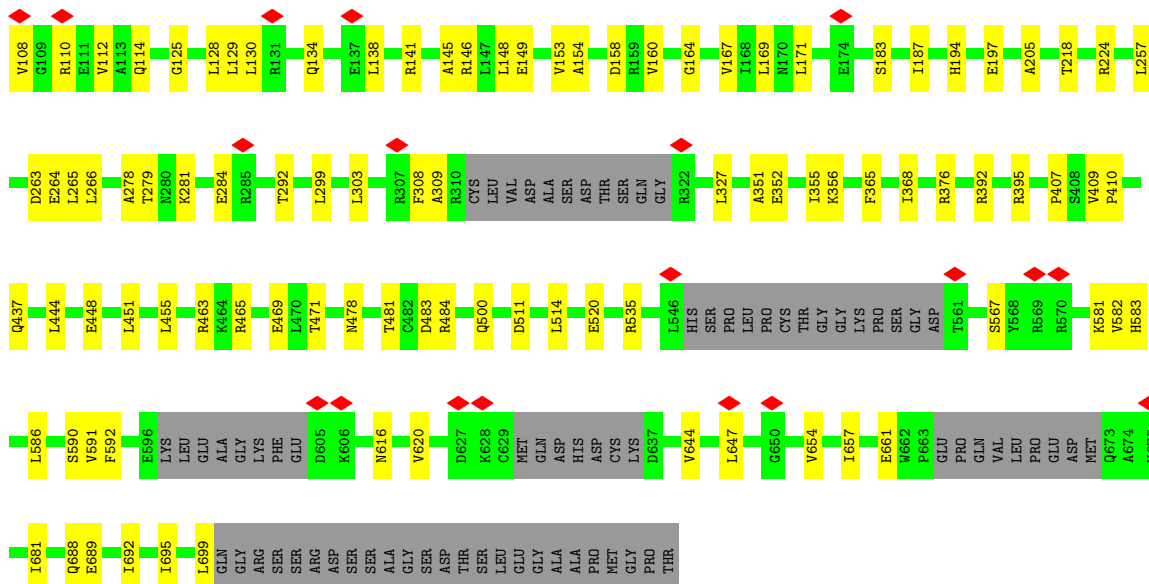 V108 G109 R110 E111 V112 A113 Q114 G125 L128 L129 L130 R131 Q134 E137 L138 R141 A145 R146 L147 L148 E149 V153 A154 D158 R159 V160 G164 V167 I168 L169 N170 L171 E174 S183 I187 H194 E197 A205 T218 R224 L257
D263 E264 L265 L266 A278 T279 N280 K281 E284 R285 T292 L299 L303 R307 F308 A309 R310 CYS LEU VAL ASP ALA SER ASP THR SER GLN GLY R322 L327 A351 E352 I355 K356 F365 I368 R376 R392 R395 P407 S408 V409 P410
Q437 L444 E448 L451 L455 R463 K464 R465 E469 L470 T471 N478 T481 C482 D483 R484 Q500 D511 L514 E520 R535 L546 HIS SER PRO LEU PRO CYS THR GLY GLY LYS PRO SER GLY ASP T561 S567 Y568 R569 R570 K581 V582 H583
L586 S590 V591 F592 E596 LYS LEU GLU ALA GLY LYS PHE GLU D605 K606 N616 V620 D627 K628 C629 MET GLN ASP HIS ASP CYS LYS D637 V644 L647 G650 V654 I657 E661 W662 P663 GLU PRO GLN VAL LEU PRO GLU ASP MET Q673 A674
I681 Q688 E689 I692 I695 L699 GLN GLY ARG SER SER ARG ASP SER SER ALA GLY SER ASP THR SER LEU GLU GLY ALA ALA PRO MET GLY PRO THR